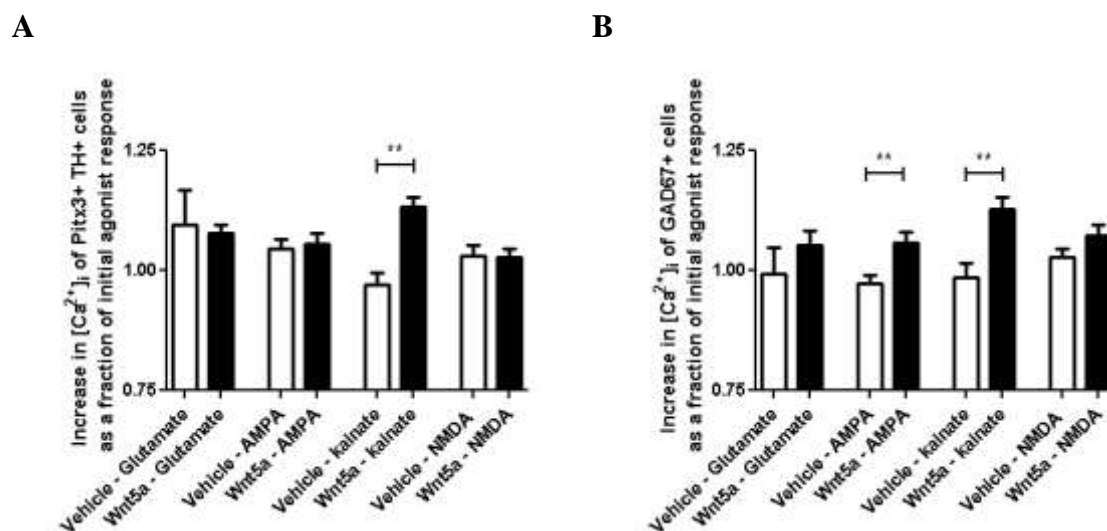 A
Increase in [Ca²⁺]ᵢ of Pitx3+ TH+ cells
as a fraction of initial agonist response
1.25
1.00
0.75
**
Vehicle - Glutamate
Wnt5a - Glutamate
Vehicle - AMPA
Wnt5a - AMPA
Vehicle - kainate
Wnt5a - kainate
Vehicle - NMDA
Wnt5a - NMDA
B
Increase in [Ca²⁺]ᵢ of GAD67+ cells
as a fraction of initial agonist response
1.25
1.00
0.75
**
**
Vehicle - Glutamate
Wnt5a - Glutamate
Vehicle - AMPA
Wnt5a - AMPA
Vehicle - kainate
Wnt5a - kainate
Vehicle - NMDA
Wnt5a - NMDA